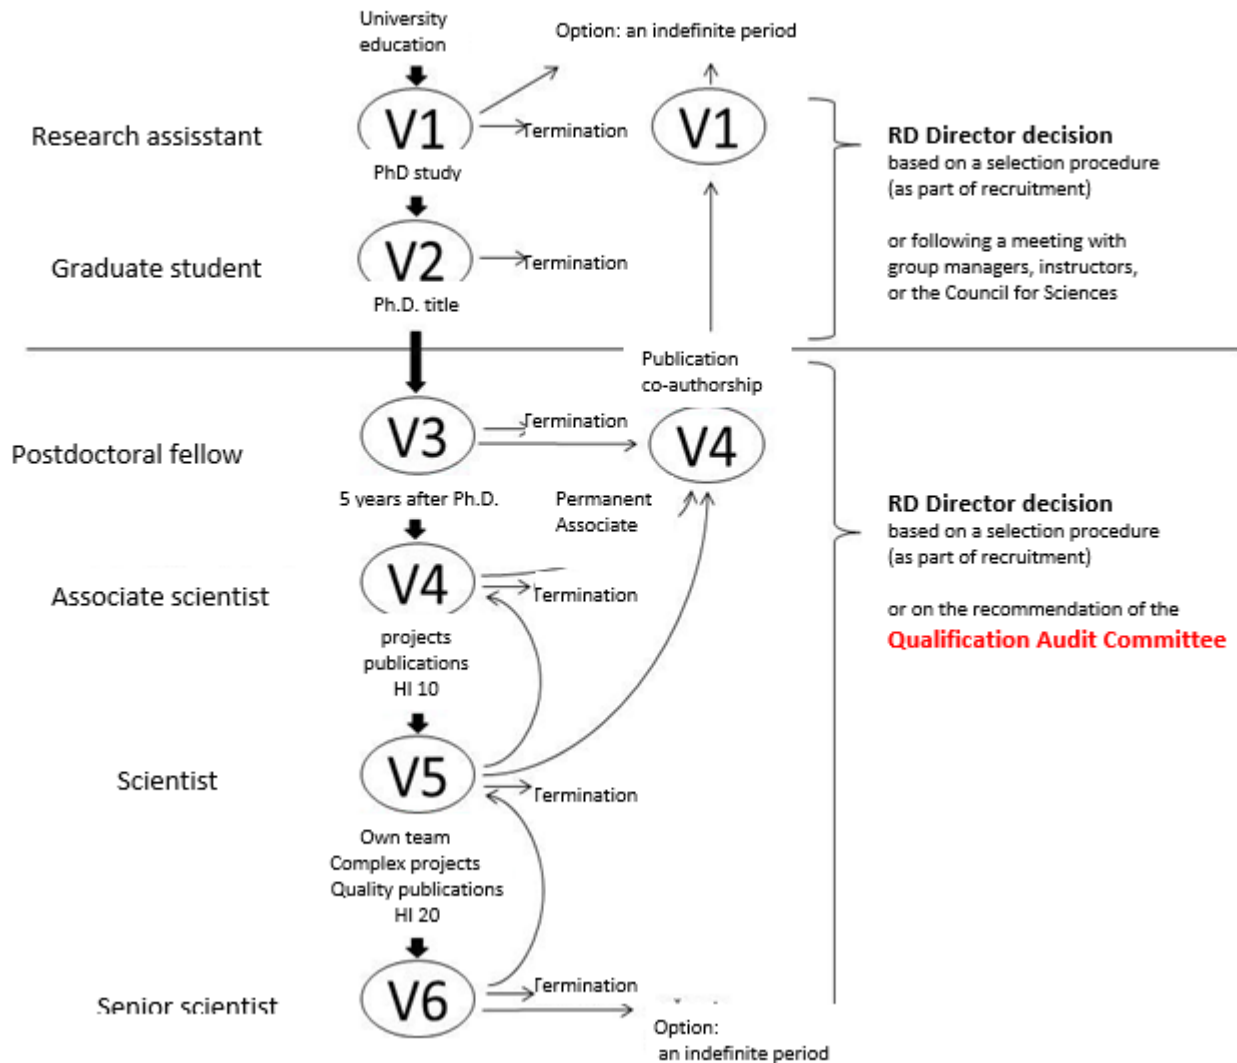 University
education
Option: an indefinite period
Research assisstant
V1
Termination
V1
PhD study
RD Director decision
based on a selection procedure
(as part of recruitment)
or following a meeting with
group managers, instructors,
or the Council for Sciences
Graduate student
V2
Termination
Ph.D. title
Publication
co-authorship
Postdoctoral fellow
V3
Termination
V4
5 years after Ph.D.
Permanent
Associate
RD Director decision
based on a selection procedure
(as part of recruitment)
or on the recommendation of the
Qualification Audit Committee
Associate scientist
V4
Termination
projects
publications
HI 10
Scientist
V5
Termination
Own team
Complex projects
Quality publications
HI 20
Senior scientist
V6
Termination
Option:
an indefinite period